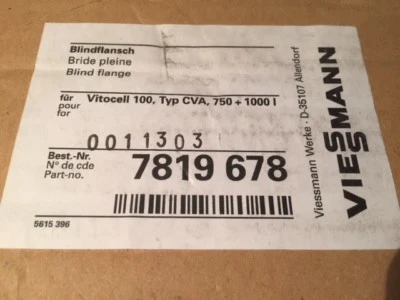 Blindflansch
Bride pleine
Blind flange
für
pour
for
Vitocell 100, Typ CVA, 750 + 1000 l
0011303
Best.-Nr.
N° de cde
Part-no.
7819 678
5615 396
Viessmann Werke · D-35107 Allendorf
VIESSMANN